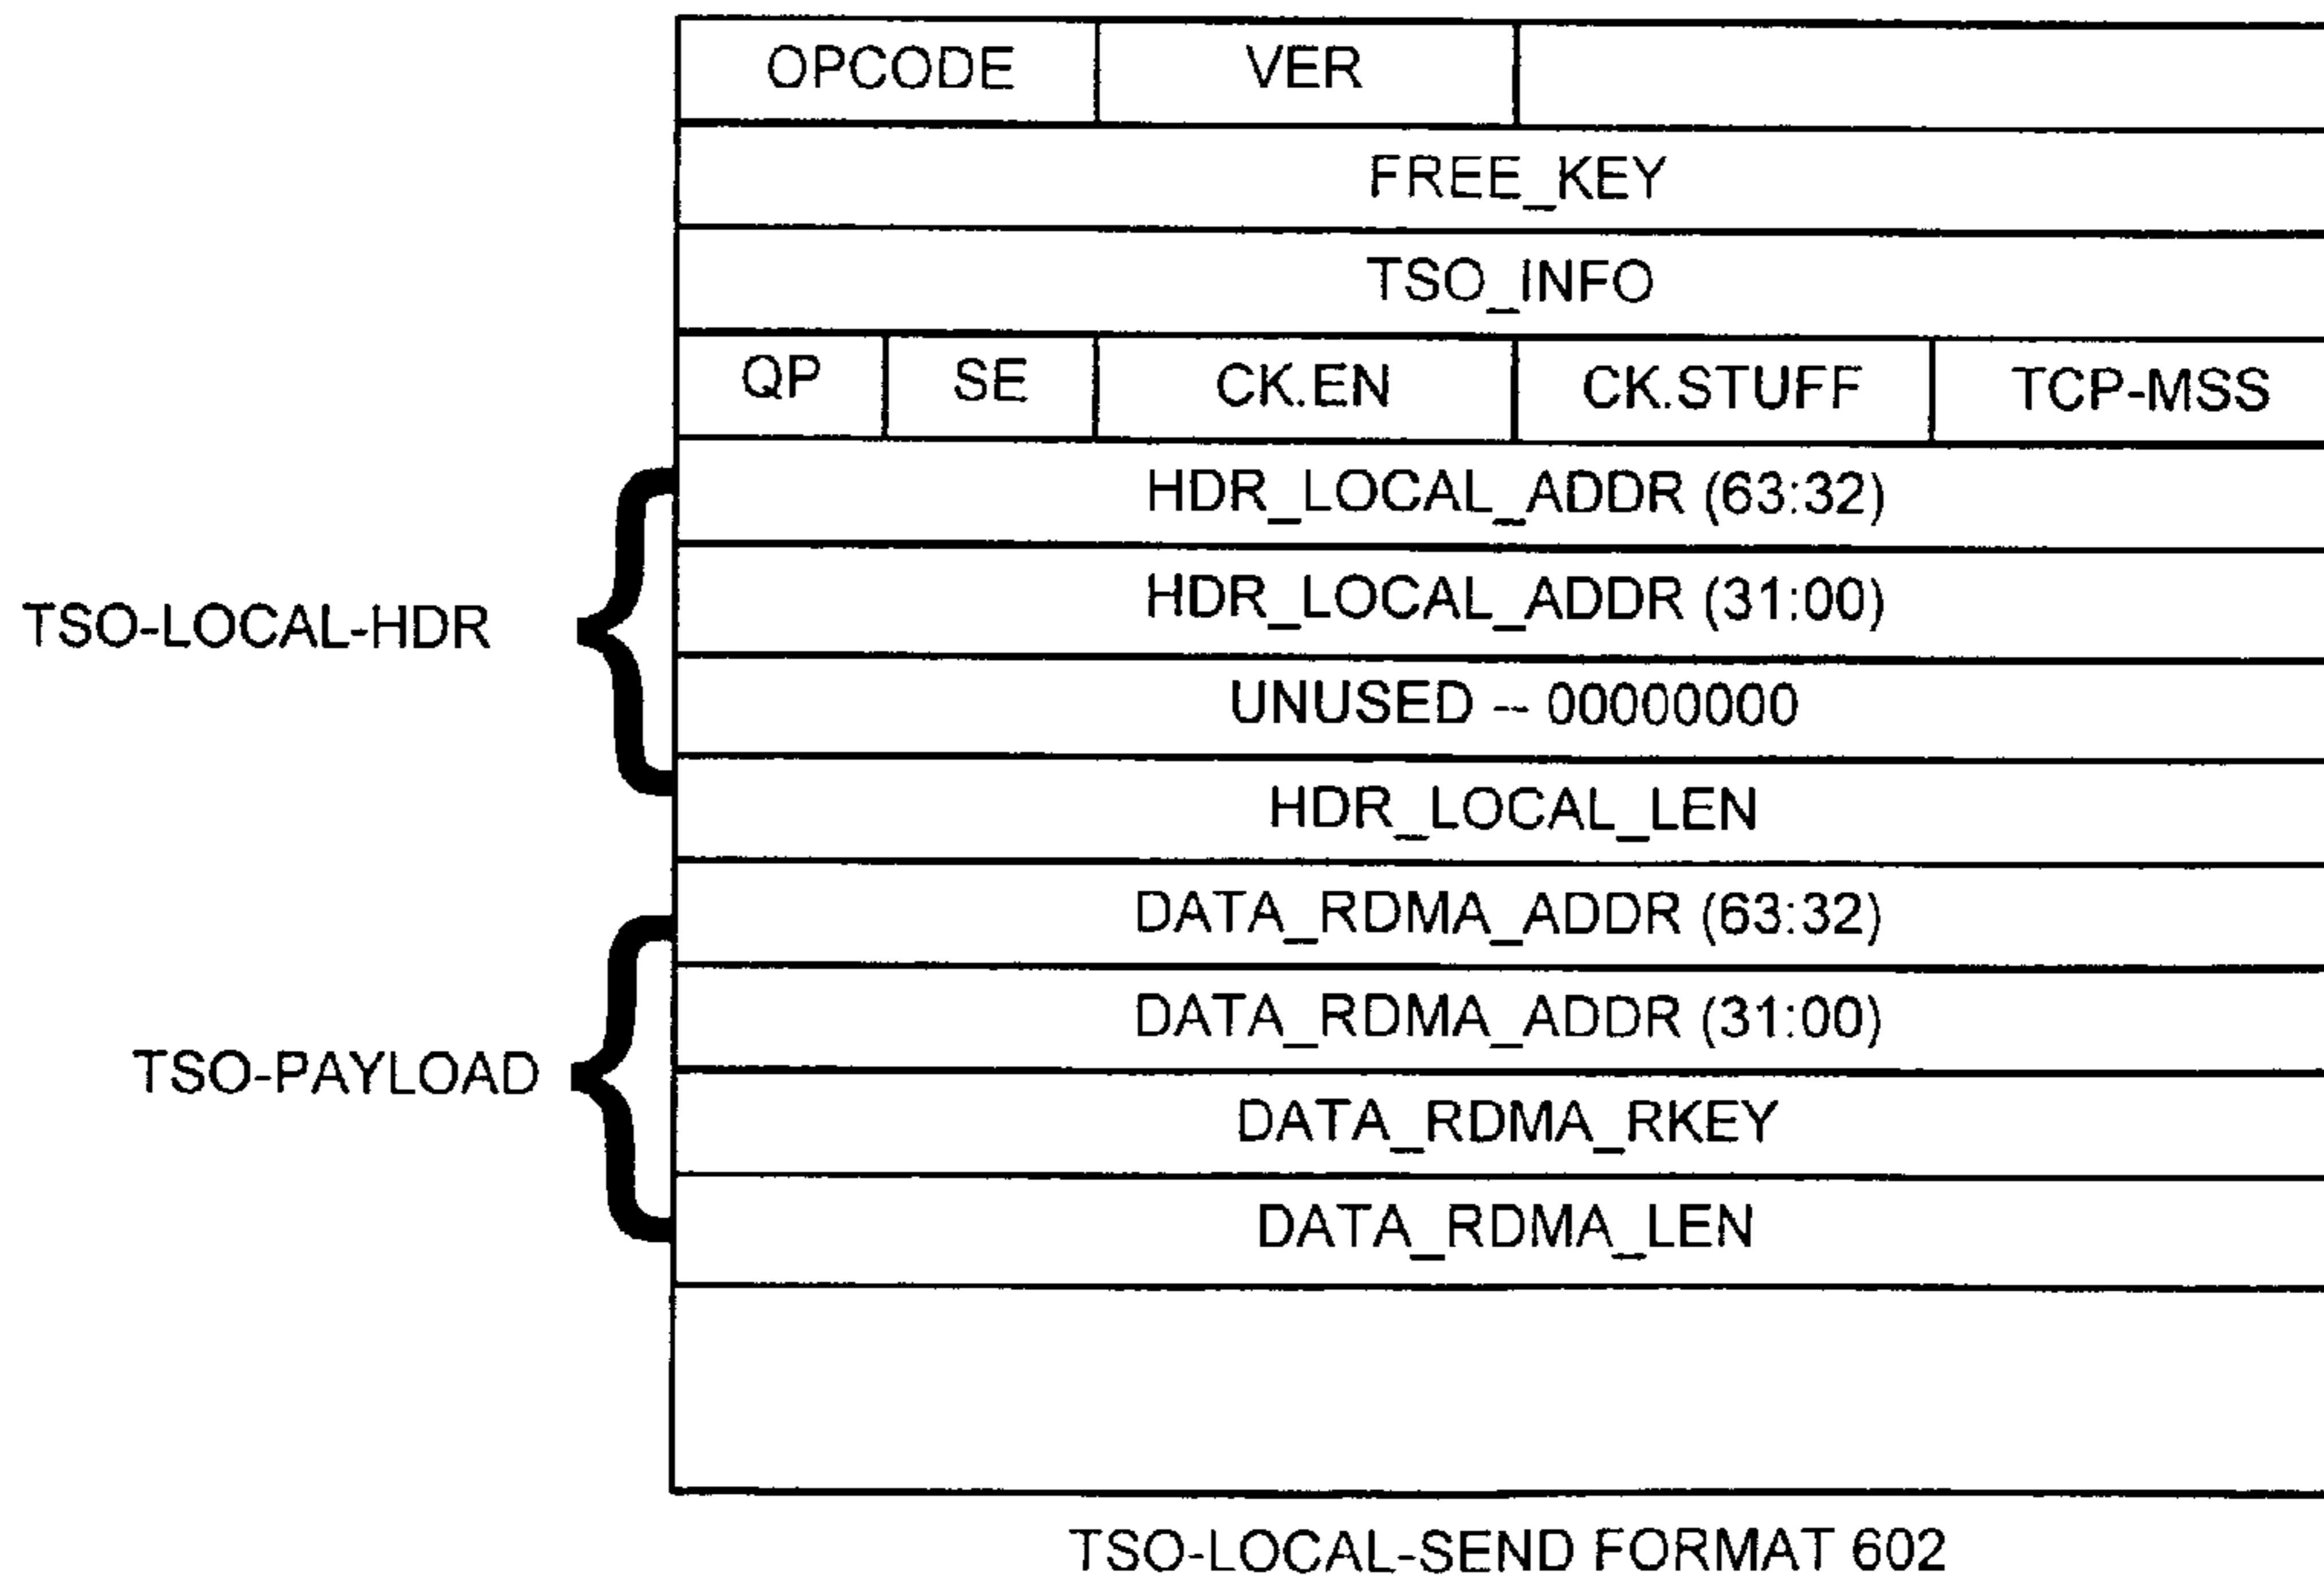 OPCODE VER
FREE_KEY
TSO_INFO
QP SE CK.EN CK.STUFF TCP-MSS
HDR_LOCAL_ADDR (63:32)
HDR_LOCAL_ADDR (31:00)
TSO-LOCAL-HDR
UNUSED -- 00000000
HDR_LOCAL_LEN
DATA_RDMA_ADDR (63:32)
DATA_RDMA_ADDR (31:00)
TSO-PAYLOAD
DATA_RDMA_RKEY
DATA_RDMA_LEN
TSO-LOCAL-SEND FORMAT 602